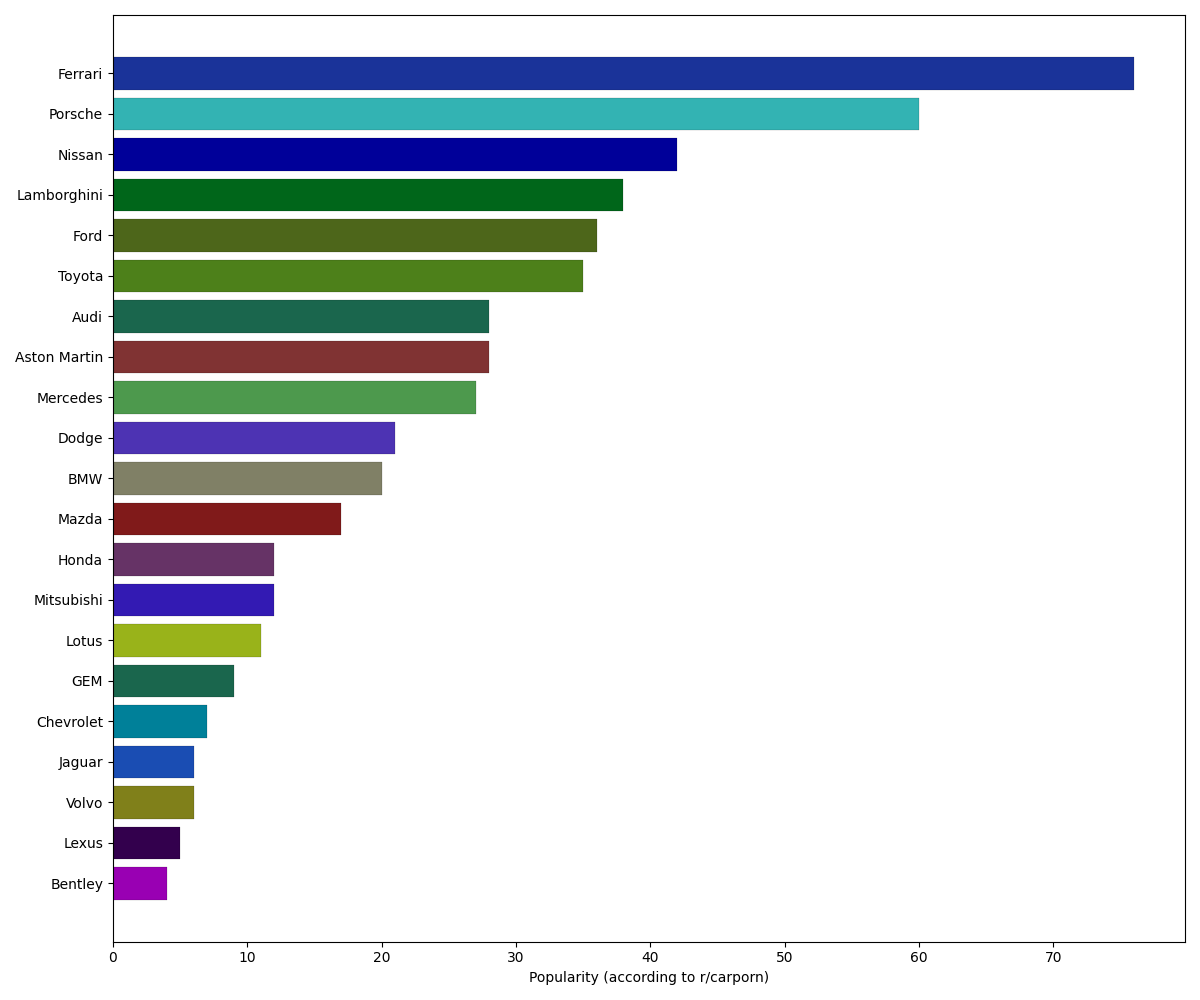 Ferrari
Porsche
Nissan
Lamborghini
Ford
Toyota
Audi
Aston Martin
Mercedes
Dodge
BMW
Mazda
Honda
Mitsubishi
Lotus
GEM
Chevrolet
Jaguar
Volvo
Lexus
Bentley
0 10 20 30 40 50 60 70
Popularity (according to r/carporn)